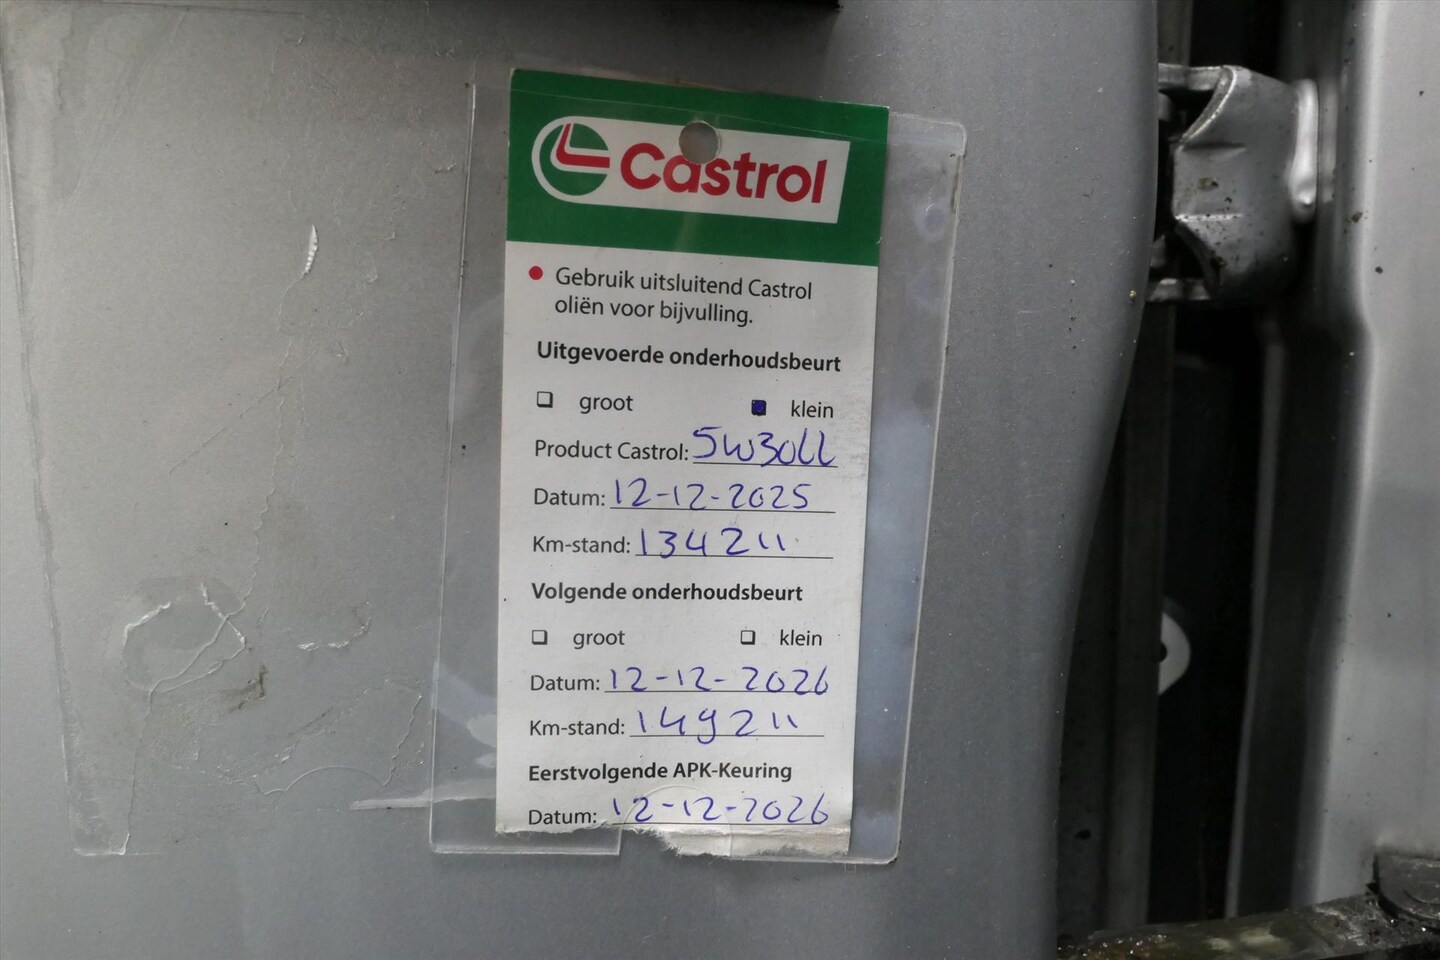 Castrol
Gebruik uitsluitend Castrol
oliën voor bijvulling.
Uitgevoerde onderhoudsbeurt
groot klein
Product Castrol: 5W30LL
Datum: 12-12-2025
Km-stand: 134211
Volgende onderhoudsbeurt
groot klein
Datum: 12-12-2026
Km-stand: 149211
Eerstvolgende APK-Keuring
Datum: 12-12-2026